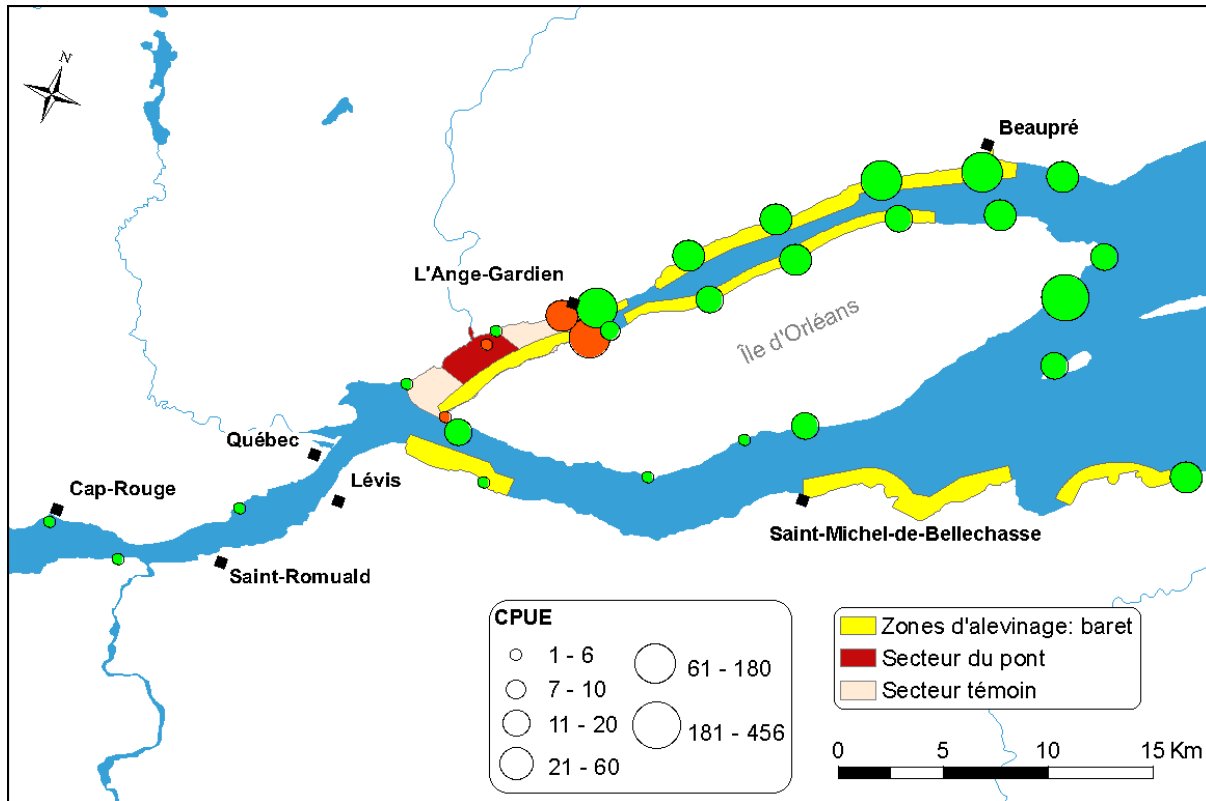 N
Beaupré
L'Ange-Gardien
Île d'Orléans
Québec
Lévis
Cap-Rouge
Saint-Romuald
Saint-Michel-de-Bellechasse
CPUE
1 - 6
7 - 10
11 - 20
21 - 60
61 - 180
181 - 456
Zones d'alevinage: baret
Secteur du pont
Secteur témoin
0 5 10 15 Km